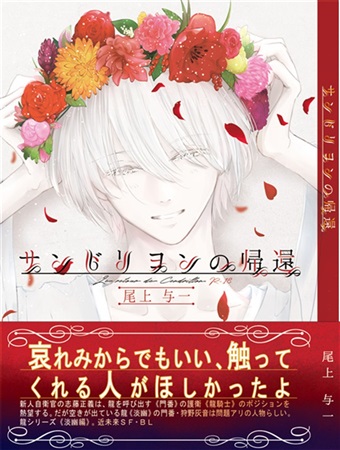 サンドリヨンの帰還
Le retour de Cendrillon R-18
尾上与一
哀れみからでもいい、触って
くれる人がほしかったよ
新人自衛官の志藤正義は、龍を呼び出す《門番》の護衛《龍騎士》のポジションを
熱望する。だが空きが出ている龍《淡幽》の門番・狩野灰音は問題アリの人物らしい。
龍シリーズ《淡幽編》。近未来SF・BL
サンドリヨンの帰還
尾上与一